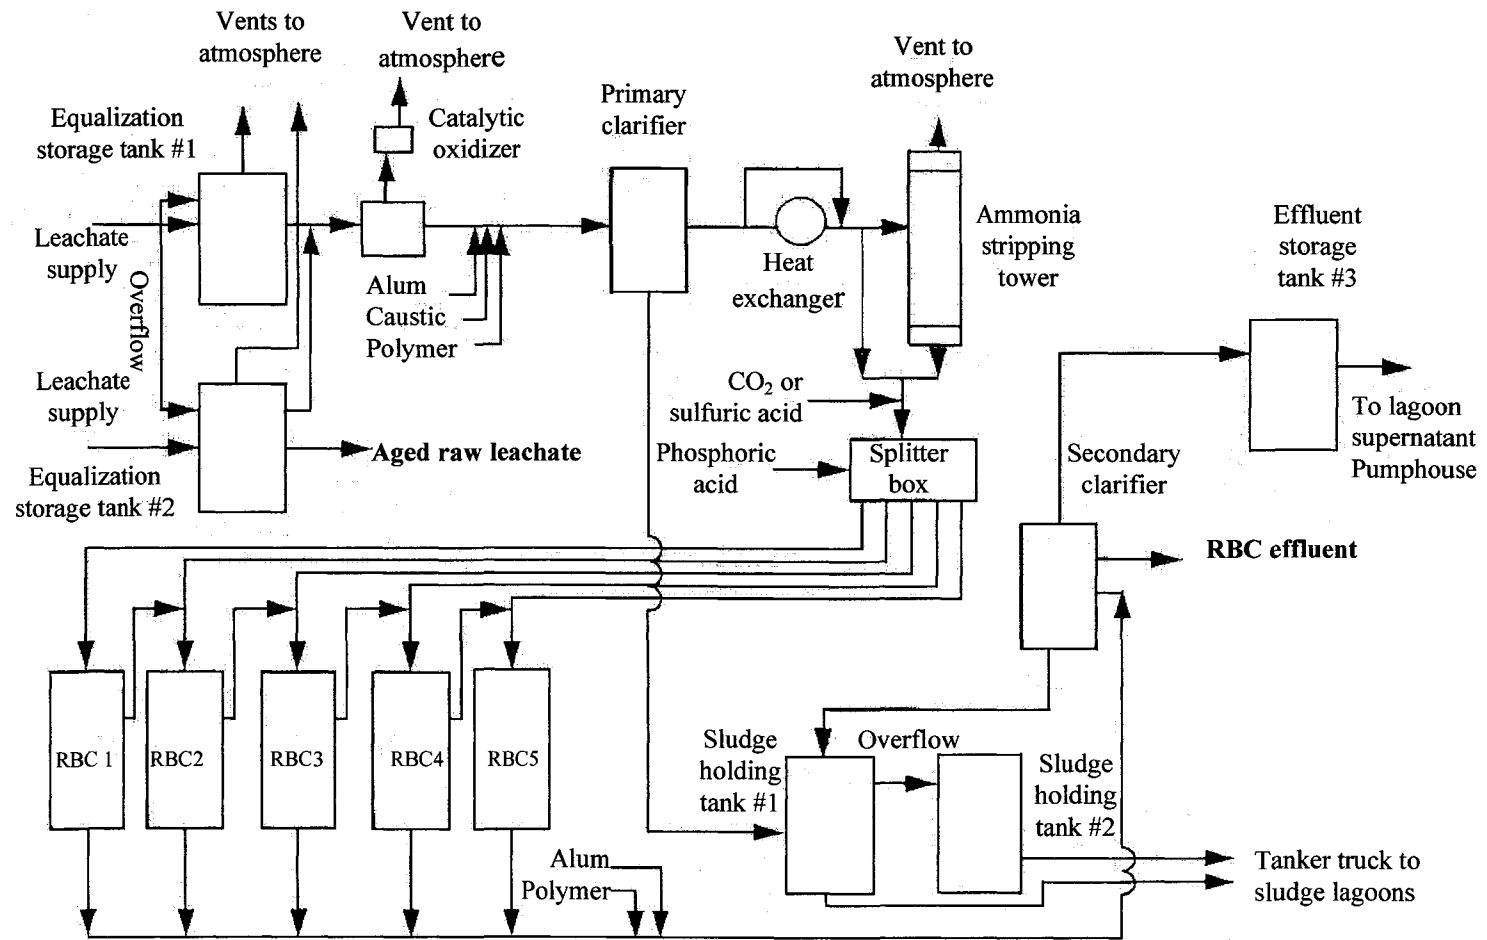 Vents to
atmosphere
Vent to
atmosphere
Vent to
atmosphere
Equalization
storage tank #1
Catalytic
oxidizer
Primary
clarifier
Leachate
supply
Overflow
Alum
Caustic
Polymer
Heat
exchanger
Ammonia
stripping
tower
Effluent
storage
tank #3
Leachate
supply
CO₂ or
sulfuric acid
To lagoon
supernatant
Pumphouse
Aged raw leachate
Equalization
storage tank #2
Phosphoric
acid
Splitter
box
Secondary
clarifier
RBC effluent
RBC 1
RBC2
RBC3
RBC4
RBC5
Sludge
holding
tank #1
Overflow
Sludge
holding
tank #2
Alum
Polymer
Tanker truck to
sludge lagoons